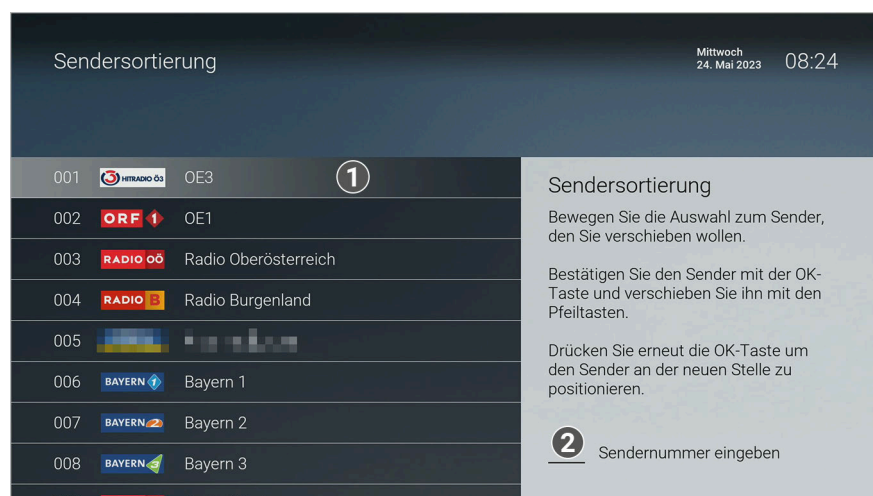 Sendersortierung
Mittwoch
24. Mai 2023 08:24
001 3 HITRADIO Ö3 OE3 1
002 ORF 1 OE1
003 RADIO OÖ Radio Oberösterreich
004 RADIO B Radio Burgenland
005
006 BAYERN 1 Bayern 1
007 BAYERN 2 Bayern 2
008 BAYERN 3 Bayern 3
Sendersortierung
Bewegen Sie die Auswahl zum Sender,
den Sie verschieben wollen.
Bestätigen Sie den Sender mit der OK-
Taste und verschieben Sie ihn mit den
Pfeiltasten.
Drücken Sie erneut die OK-Taste um
den Sender an der neuen Stelle zu
positionieren.
2 Sendernummer eingeben